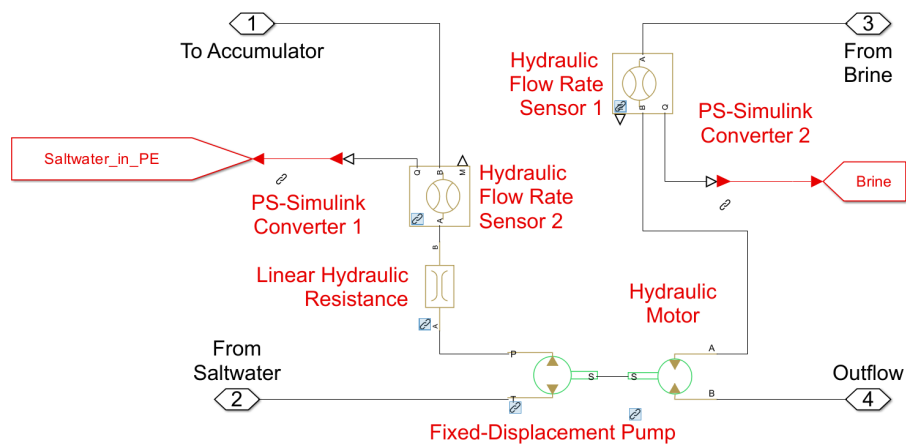 1
To Accumulator
3
From
Brine
Hydraulic
Flow Rate
Sensor 1
A
B
Q
PS-Simulink
Converter 2
Saltwater_in_PE
Brine
PS-Simulink
Converter 1
Q
B
M
A
Hydraulic
Flow Rate
Sensor 2
B
Linear Hydraulic
Resistance
A
Hydraulic
Motor
From
Saltwater
2
P
T
S
S
A
B
Outflow
4
Fixed-Displacement Pump